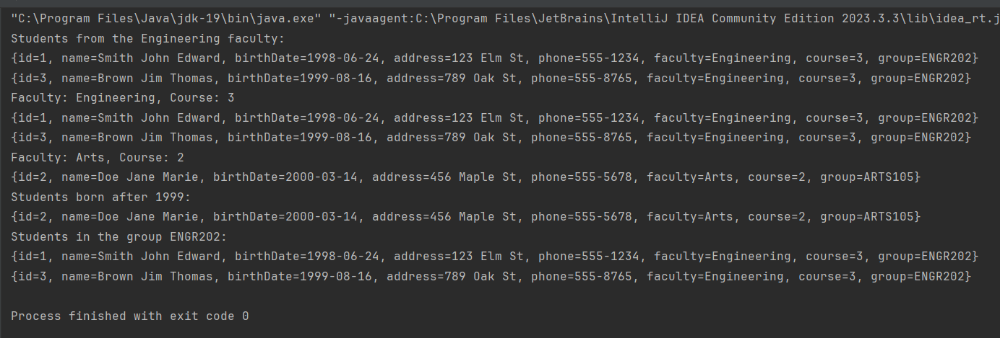 "C:\Program Files\Java\jdk-19\bin\java.exe" "-javaagent:C:\Program Files\JetBrains\IntelliJ IDEA Community Edition 2023.3.3\lib\idea_rt.j
Students from the Engineering faculty:
{id=1, name=Smith John Edward, birthDate=1998-06-24, address=123 Elm St, phone=555-1234, faculty=Engineering, course=3, group=ENGR202}
{id=3, name=Brown Jim Thomas, birthDate=1999-08-16, address=789 Oak St, phone=555-8765, faculty=Engineering, course=3, group=ENGR202}
Faculty: Engineering, Course: 3
{id=1, name=Smith John Edward, birthDate=1998-06-24, address=123 Elm St, phone=555-1234, faculty=Engineering, course=3, group=ENGR202}
{id=3, name=Brown Jim Thomas, birthDate=1999-08-16, address=789 Oak St, phone=555-8765, faculty=Engineering, course=3, group=ENGR202}
Faculty: Arts, Course: 2
{id=2, name=Doe Jane Marie, birthDate=2000-03-14, address=456 Maple St, phone=555-5678, faculty=Arts, course=2, group=ARTS105}
Students born after 1999:
{id=2, name=Doe Jane Marie, birthDate=2000-03-14, address=456 Maple St, phone=555-5678, faculty=Arts, course=2, group=ARTS105}
Students in the group ENGR202:
{id=1, name=Smith John Edward, birthDate=1998-06-24, address=123 Elm St, phone=555-1234, faculty=Engineering, course=3, group=ENGR202}
{id=3, name=Brown Jim Thomas, birthDate=1999-08-16, address=789 Oak St, phone=555-8765, faculty=Engineering, course=3, group=ENGR202}
Process finished with exit code 0